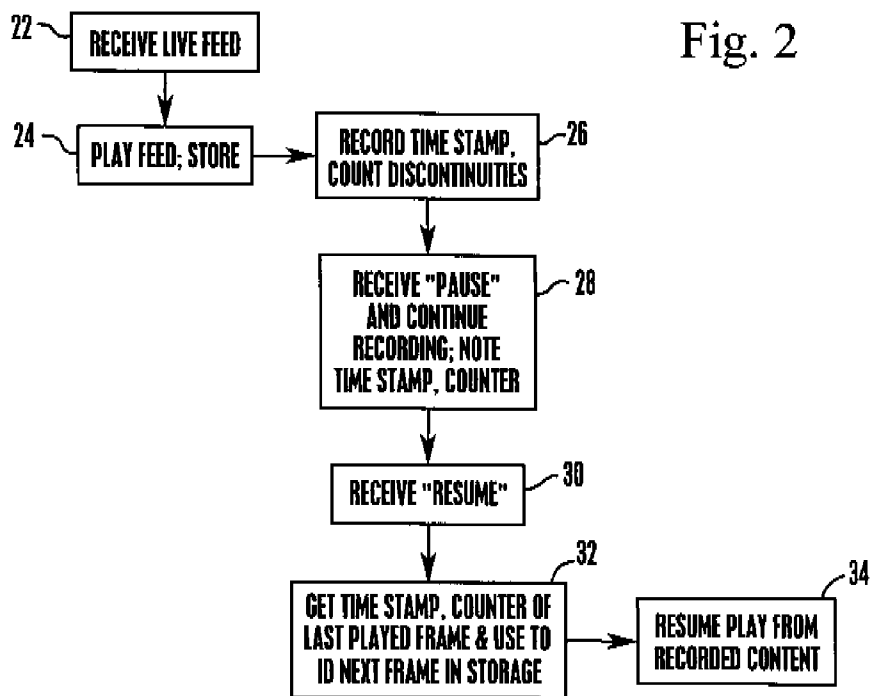 Fig. 2
22
RECEIVE LIVE FEED
24
PLAY FEED; STORE
26
RECORD TIME STAMP,
COUNT DISCONTINUITIES
28
RECEIVE "PAUSE"
AND CONTINUE
RECORDING; NOTE
TIME STAMP, COUNTER
30
RECEIVE "RESUME"
32
GET TIME STAMP, COUNTER OF
LAST PLAYED FRAME & USE TO
ID NEXT FRAME IN STORAGE
34
RESUME PLAY FROM
RECORDED CONTENT